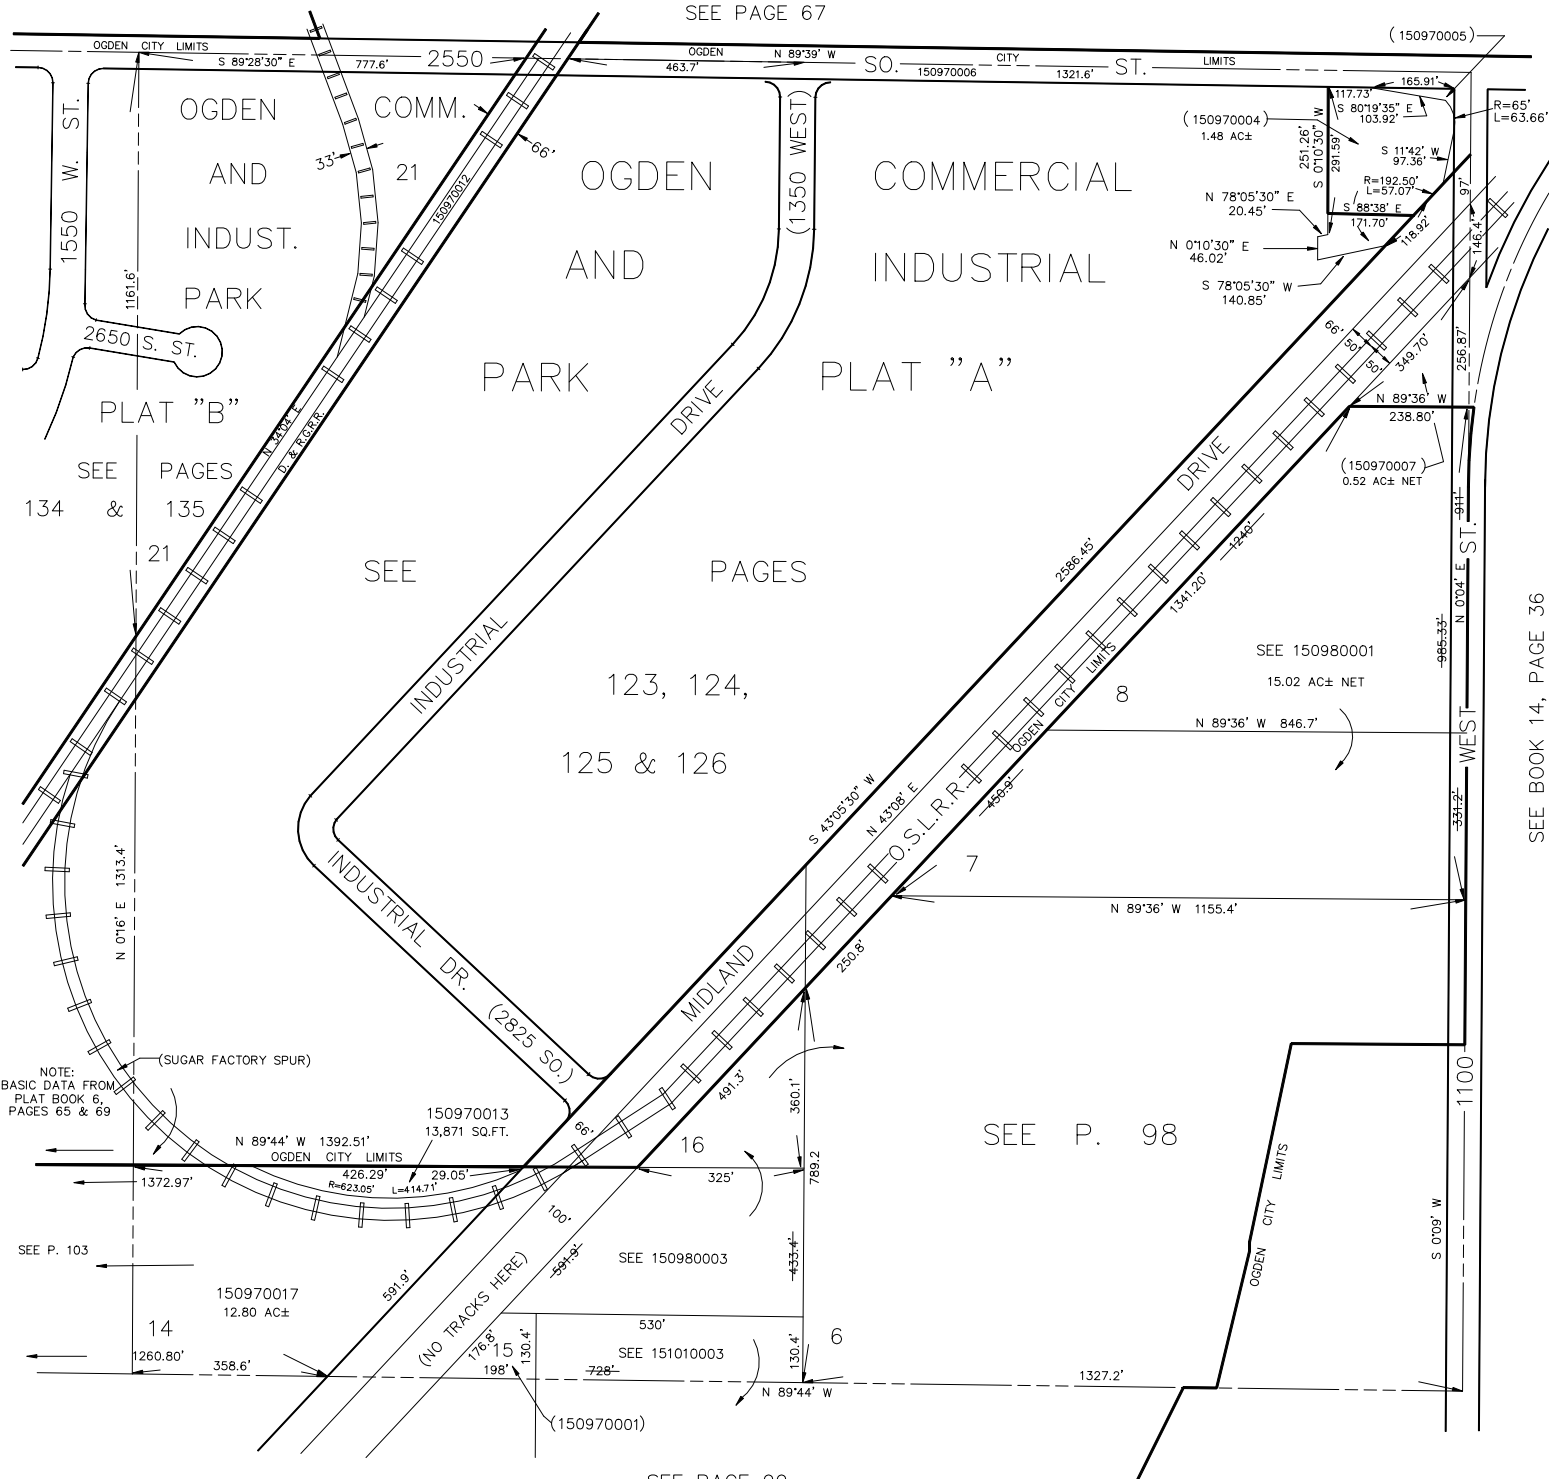 SEE PAGE 67
(150970005)
OGDEN CITY LIMITS
S 89°28'30" E
777.6'
2550
OGDEN
N 89°39' W
463.7'
SO.
150970006
CITY
1321.6'
ST.
LIMITS
165.91'
117.73'
S 80°19'35" E
103.92'
R=65'
L=63.66'
(150970004)
1.48 AC±
251.26'
S 0°10'30" W
291.59'
S 11°42' W
97.36'
R=192.50'
L=57.07'
S 88°38' E
171.70'
118.92'
97'
146.4'
N 78°05'30" E
20.45'
N 0°10'30" E
46.02'
S 78°05'30" W
140.85'
1550 W. ST.
OGDEN COMM.
AND
INDUST.
PARK
33'
21
66'
150970012
1161.6'
2650 S. ST.
PLAT "B"
SEE PAGES
134 & 135
21
N 34°04' E
D. & R.G.R.R.
OGDEN COMMERCIAL
AND INDUSTRIAL
PARK PLAT "A"
SEE PAGES
123, 124,
125 & 126
(1350 WEST)
DRIVE
INDUSTRIAL
INDUSTRIAL DR. (2825 SO.)
66'
50'
50'
349.70'
256.87'
N 89°36' W
238.80'
(150970007)
0.52 AC± NET
DRIVE
2586.45'
1240'
1341.20'
911'
N 0°04' E
ST.
985.33'
SEE 150980001
15.02 AC± NET
8
OGDEN CITY LIMITS
N 89°36' W 846.7'
WEST
331.2'
SEE BOOK 14, PAGE 36
S 43°05'30" W
N 43°08' E
O.S.L.R.R.
450.9'
7
N 89°36' W 1155.4'
N 0°16' E 1313.4'
MIDLAND
250.8'
(SUGAR FACTORY SPUR)
NOTE:
BASIC DATA FROM
PLAT BOOK 6,
PAGES 65 & 69
491.3'
360.1'
1100
150970013
13,871 SQ.FT.
66'
N 89°44' W 1392.51'
OGDEN CITY LIMITS
426.29'
29.05'
R=623.05' L=414.71'
1372.97'
16
325'
789.2
SEE P. 98
OGDEN CITY LIMITS
S 0°09' W
100'
SEE P. 103
591.9'
591.9'
SEE 150980003
433.4'
150970017
12.80 AC±
(NO TRACKS HERE)
14
1260.80'
358.6'
176.8'
15
198'
130.4'
530'
SEE 151010003
728'
130.4'
6
N 89°44' W
1327.2'
(150970001)